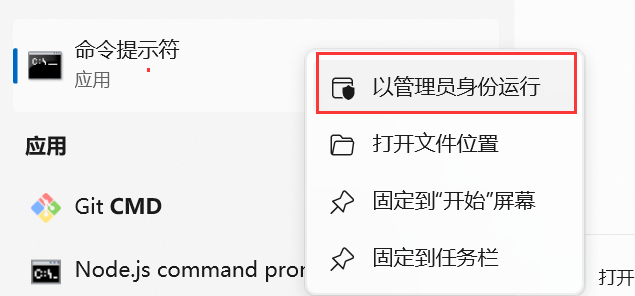 命令提示符
应用
以管理员身份运行
打开文件位置
应用
固定到“开始”屏幕
Git CMD
固定到任务栏
Node.js command pron
打开